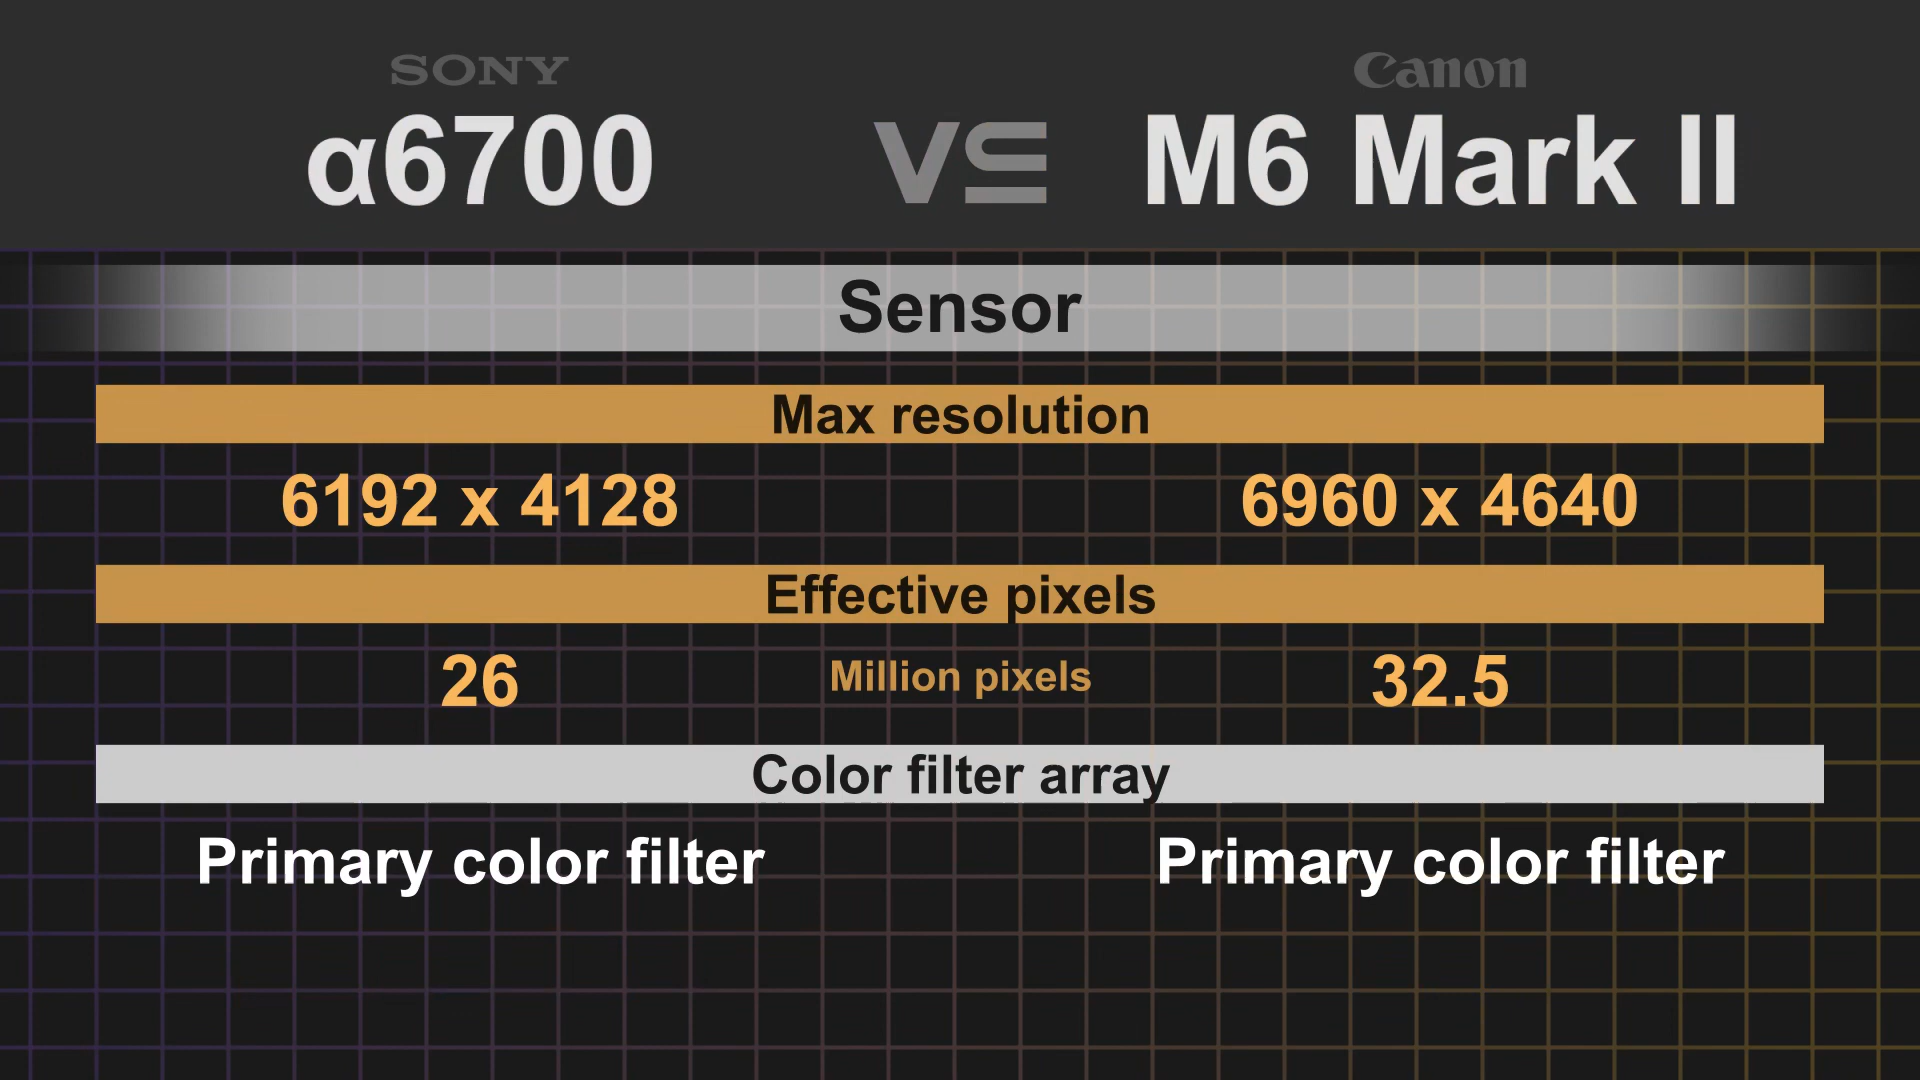 SONY
α6700
VS
Canon
M6 Mark II
Sensor
Max resolution
6192 x 4128
6960 x 4640
Effective pixels
26
Million pixels
32.5
Color filter array
Primary color filter
Primary color filter